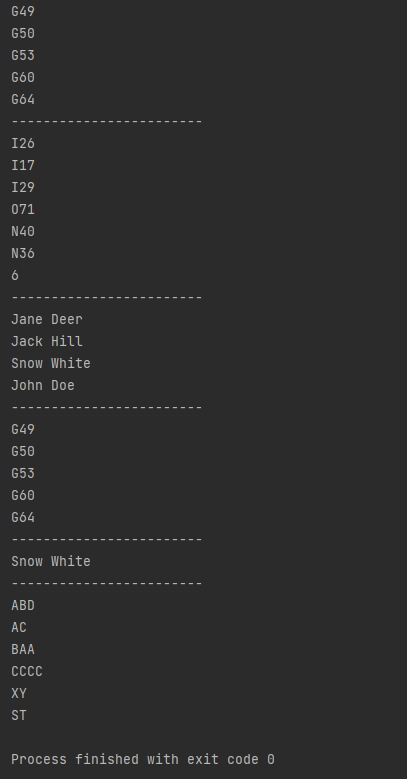 G49
G50
G53
G60
G64
------------------------
I26
I17
I29
O71
N40
N36
6
------------------------
Jane Deer
Jack Hill
Snow White
John Doe
------------------------
G49
G50
G53
G60
G64
------------------------
Snow White
------------------------
ABD
AC
BAA
CCCC
XY
ST
Process finished with exit code 0